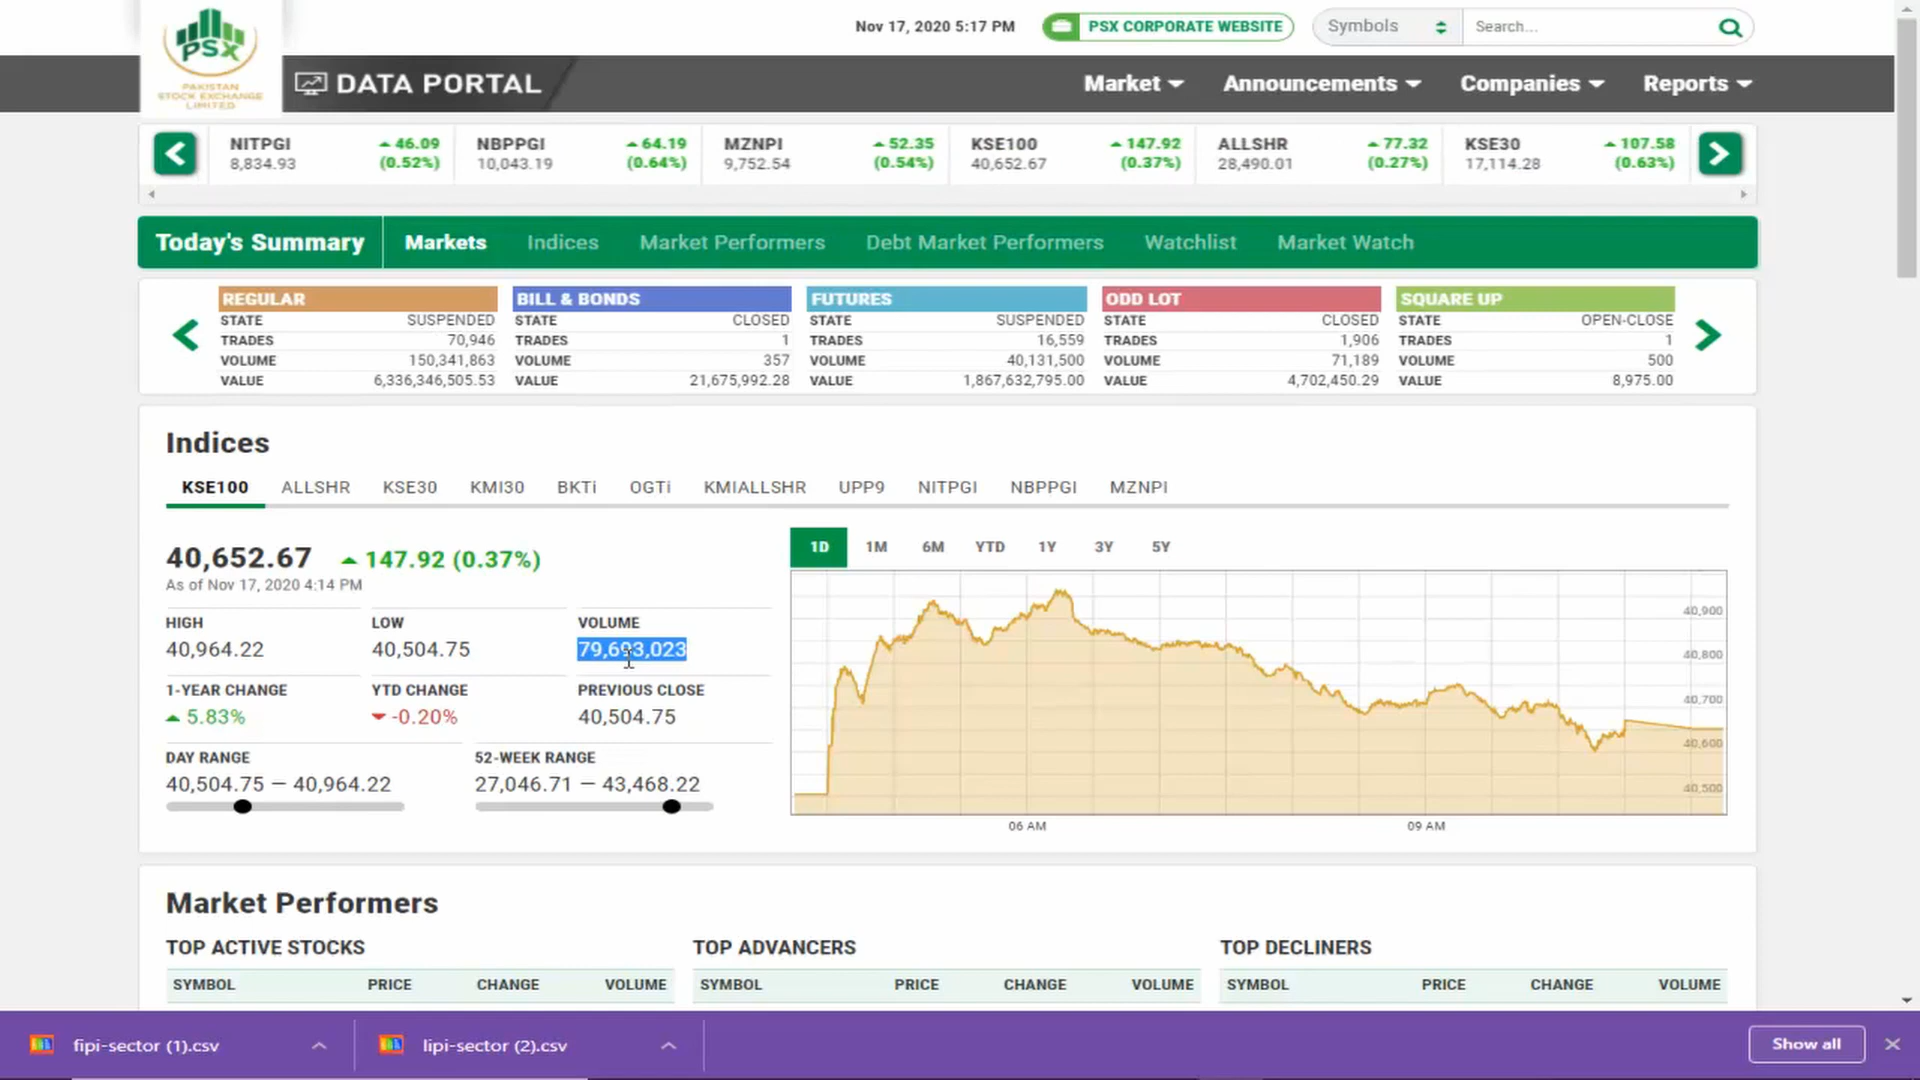 Nov 17, 2020 5:17 PM PSX CORPORATE WEBSITE Symbols Search...
PSX
PAKISTAN
STOCK EXCHANGE
LIMITED
DATA PORTAL Market Announcements Companies Reports
NITPGI 46.09 NBPPGI 64.19 MZNPI 52.35 KSE100 147.92 ALLSHR 77.32 KSE30 107.58
8,834.93 (0.52%) 10,043.19 (0.64%) 9,752.54 (0.54%) 40,652.67 (0.37%) 28,490.01 (0.27%) 17,114.28 (0.63%)
Today's Summary Markets Indices Market Performers Debt Market Performers Watchlist Market Watch
REGULAR BILL & BONDS FUTURES ODD LOT SQUARE UP
STATE SUSPENDED STATE CLOSED STATE SUSPENDED STATE CLOSED STATE OPEN-CLOSE
TRADES 70,946 TRADES 1 TRADES 16,559 TRADES 1,906 TRADES 1
VOLUME 150,341,863 VOLUME 357 VOLUME 40,131,500 VOLUME 71,189 VOLUME 500
VALUE 6,336,346,505.53 VALUE 21,675,992.28 VALUE 1,867,632,795.00 VALUE 4,702,450.29 VALUE 8,975.00
Indices
KSE100 ALLSHR KSE30 KMI30 BKTi OGTi KMIALLSHR UPP9 NITPGI NBPPGI MZNPI
40,652.67 147.92 (0.37%)
As of Nov 17, 2020 4:14 PM
HIGH LOW VOLUME
40,964.22 40,504.75 79,693,023
1-YEAR CHANGE YTD CHANGE PREVIOUS CLOSE
5.83% -0.20% 40,504.75
DAY RANGE 52-WEEK RANGE
40,504.75 — 40,964.22 27,046.71 — 43,468.22
1D 1M 6M YTD 1Y 3Y 5Y
40,900
40,800
40,700
40,600
40,500
06 AM 09 AM
Market Performers
TOP ACTIVE STOCKS TOP ADVANCERS TOP DECLINERS
SYMBOL PRICE CHANGE VOLUME SYMBOL PRICE CHANGE VOLUME SYMBOL PRICE CHANGE VOLUME
fipi-sector (1).csv lipi-sector (2).csv Show all